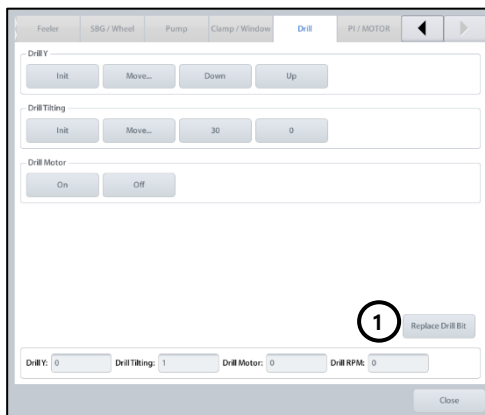 Feeler SBG / Wheel Pump Clamp / Window Drill PI / MOTOR
Drill Y
Init Move... Down Up
Drill Tilting
Init Move... 30 0
Drill Motor
On Off
1 Replace Drill Bit
Drill Y: 0 Drill Tilting: 1 Drill Motor: 0 Drill RPM: 0
Close